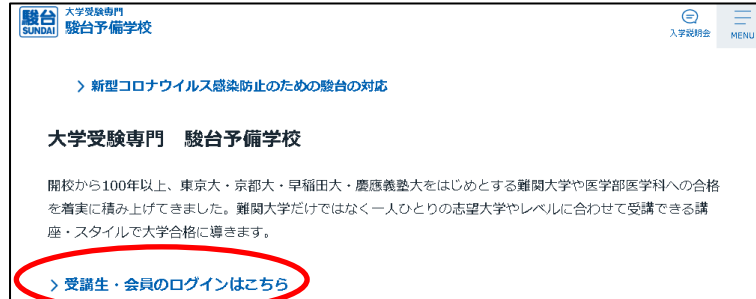 駿台 SUNDAI
大学受験専門
駿台予備学校
入学説明会
MENU
新型コロナウイルス感染防止のための駿台の対応
大学受験専門 駿台予備学校
開校から100年以上、東京大・京都大・早稲田大・慶應義塾大をはじめとする難関大学や医学部医学科への合格
を着実に積み上げてきました。難関大学だけではなく一人ひとりの志望大学やレベルに合わせて受講できる講
座・スタイルで大学合格に導きます。
受講生・会員のログインはこちら